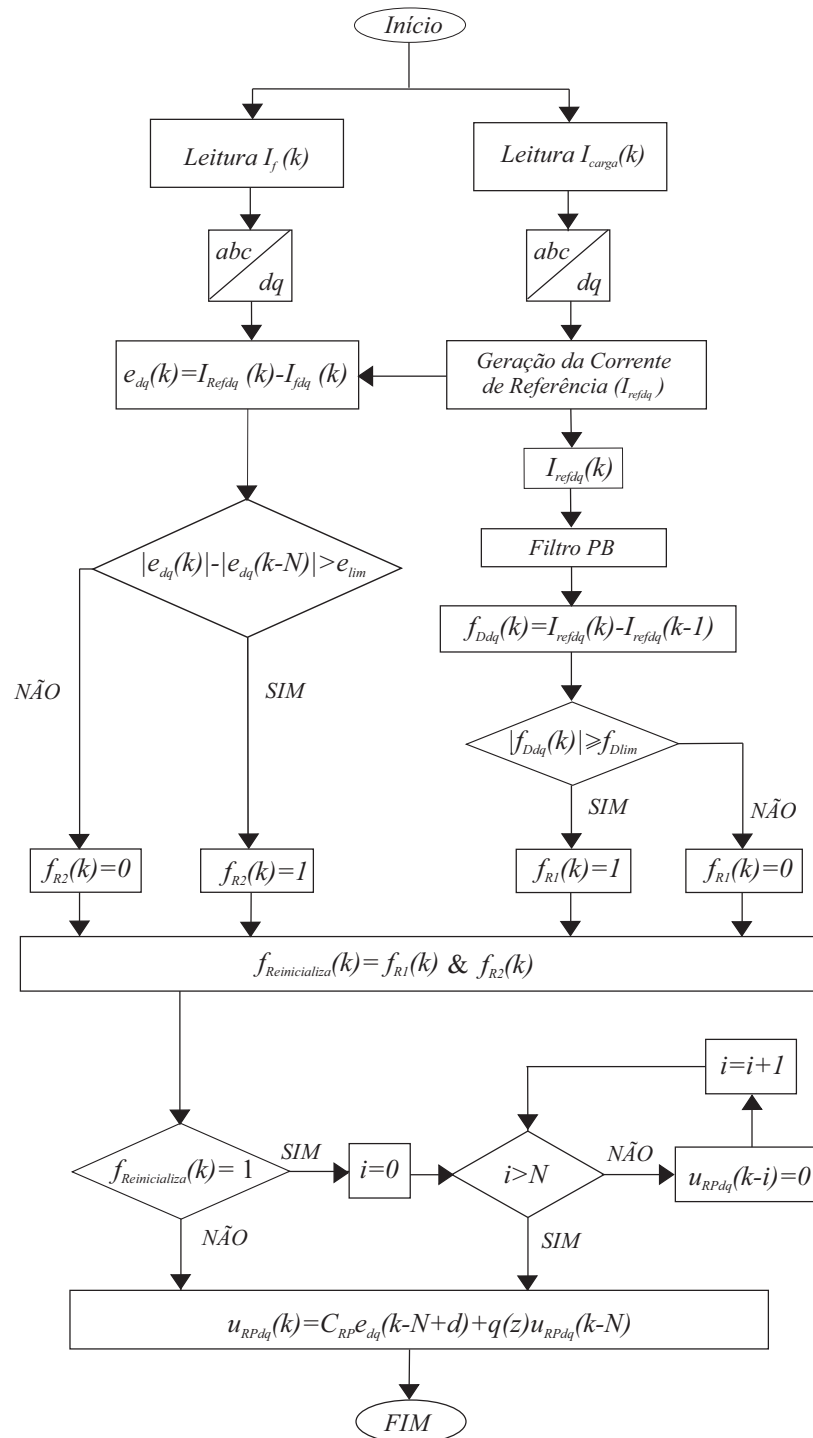 Início
Leitura I_f (k)
Leitura I_carga(k)
abc
dq
abc
dq
e_dq(k)=I_Refdq (k)-I_fdq (k)
Geração da Corrente
de Referência (I_refdq )
I_refdq(k)
Filtro PB
|e_dq(k)|-|e_dq(k-N)|>e_lim
f_Ddq(k)=I_refdq(k)-I_refdq(k-1)
NÃO
SIM
|f_Ddq(k)|⩾f_Dlim
SIM
NÃO
f_R2(k)=0
f_R2(k)=1
f_R1(k)=1
f_R1(k)=0
f_Reinicializa(k)= f_R1(k) & f_R2(k)
i=i+1
f_Reinicializa(k)= 1
SIM
i=0
i>N
NÃO
u_RPdq(k-i)=0
NÃO
SIM
u_RPdq(k)=C_RPe_dq(k-N+d)+q(z)u_RPdq(k-N)
FIM